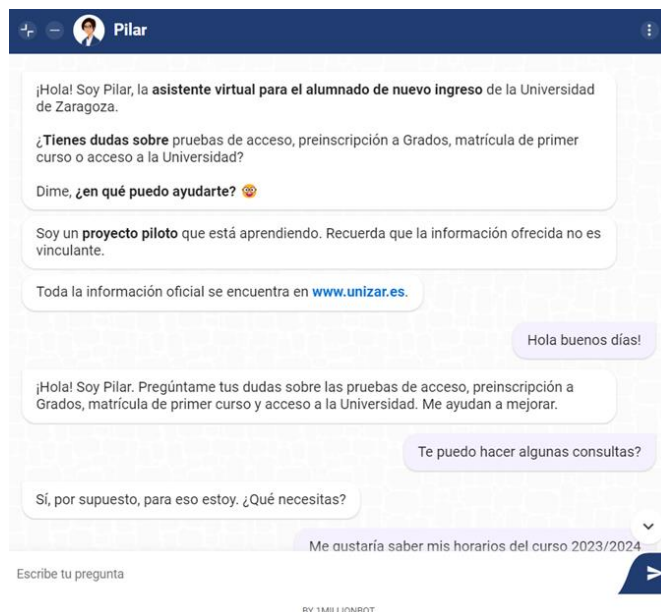 Pilar
¡Hola! Soy Pilar, la asistente virtual para el alumnado de nuevo ingreso de la Universidad
de Zaragoza.
¿Tienes dudas sobre pruebas de acceso, preinscripción a Grados, matrícula de primer
curso o acceso a la Universidad?
Dime, ¿en qué puedo ayudarte? 🤓
Soy un proyecto piloto que está aprendiendo. Recuerda que la información ofrecida no es
vinculante.
Toda la información oficial se encuentra en www.unizar.es.
Hola buenos días!
¡Hola! Soy Pilar. Pregúntame tus dudas sobre las pruebas de acceso, preinscripción a
Grados, matrícula de primer curso y acceso a la Universidad. Me ayudan a mejorar.
Te puedo hacer algunas consultas?
Sí, por supuesto, para eso estoy. ¿Qué necesitas?
Me gustaría saber mis horarios del curso 2023/2024
Escribe tu pregunta
BY 1MILLIONBOT